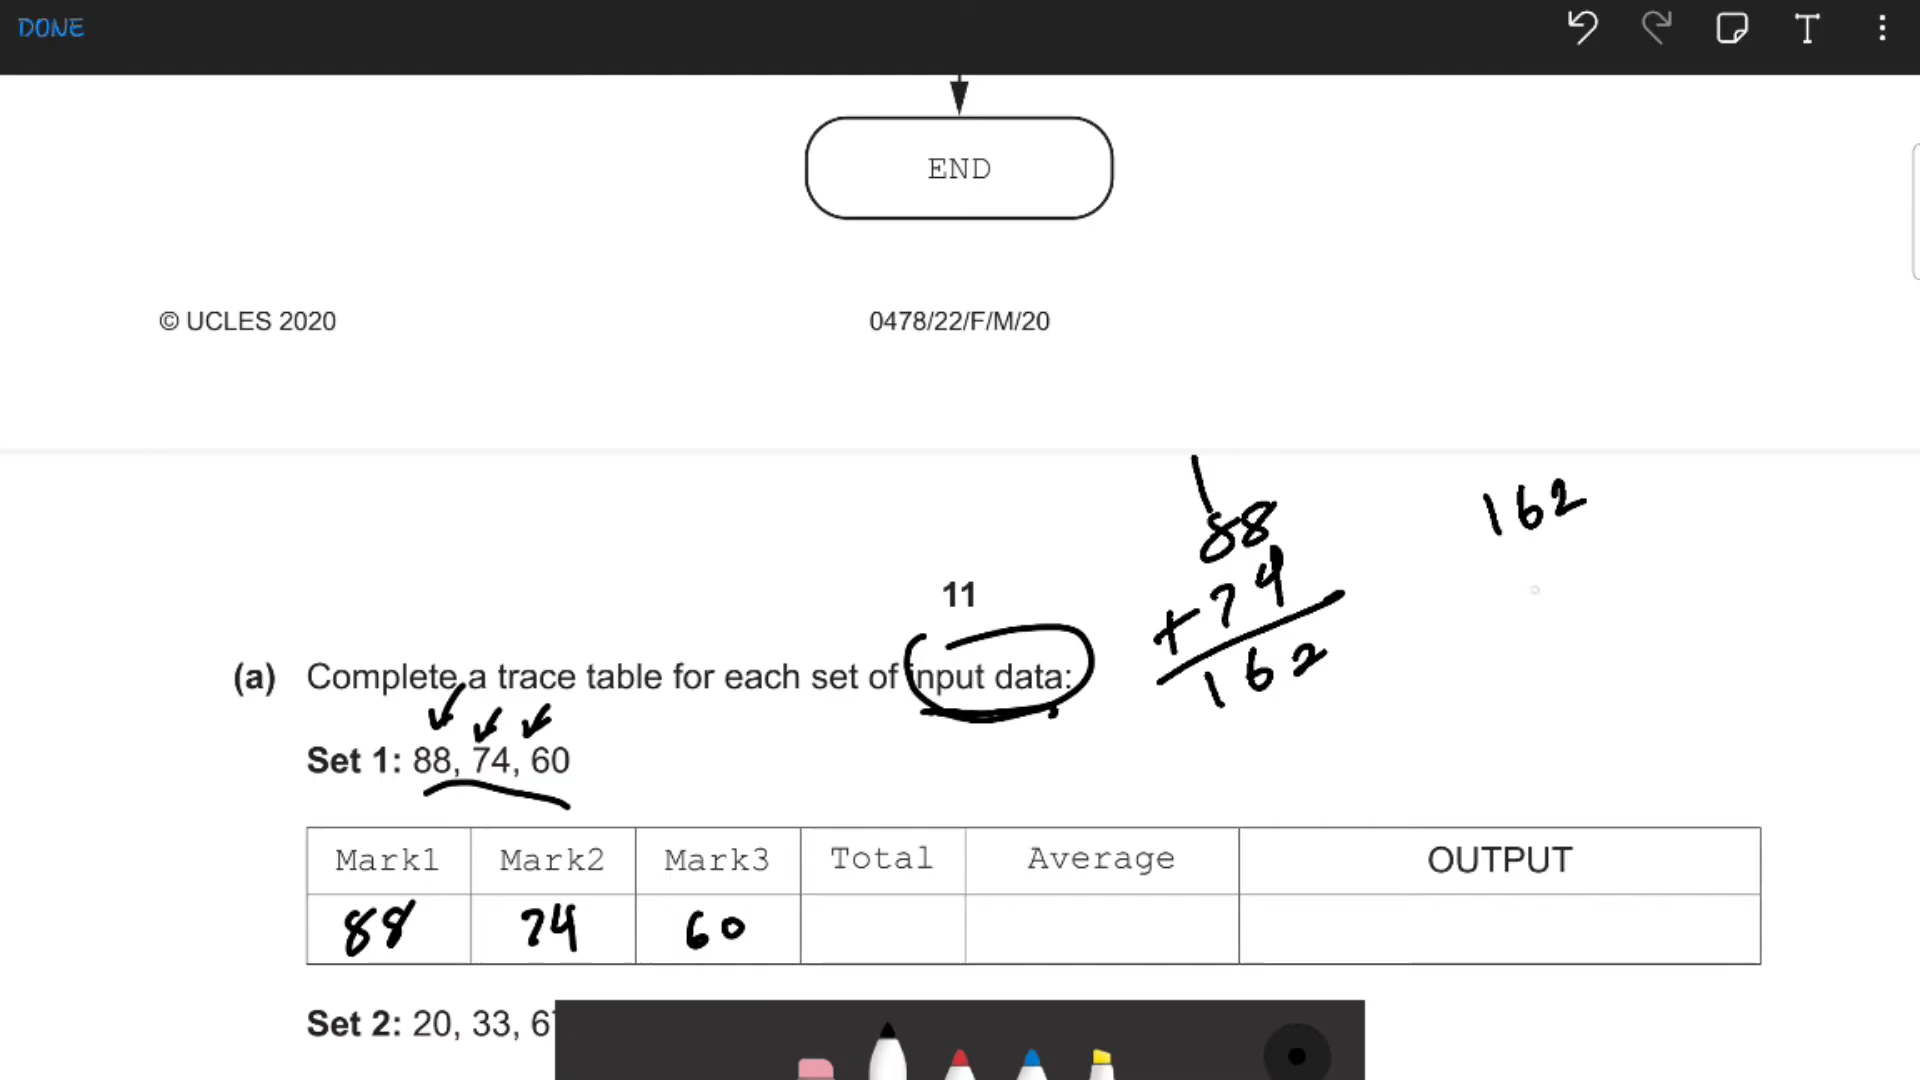 DONE
T
END
© UCLES 2020
0478/22/F/M/20
1
88
+74
162
162
11
(a) Complete a trace table for each set of input data:
Set 1: 88, 74, 60
Mark1 Mark2 Mark3 Total Average OUTPUT
88 74 60
Set 2: 20, 33, 6